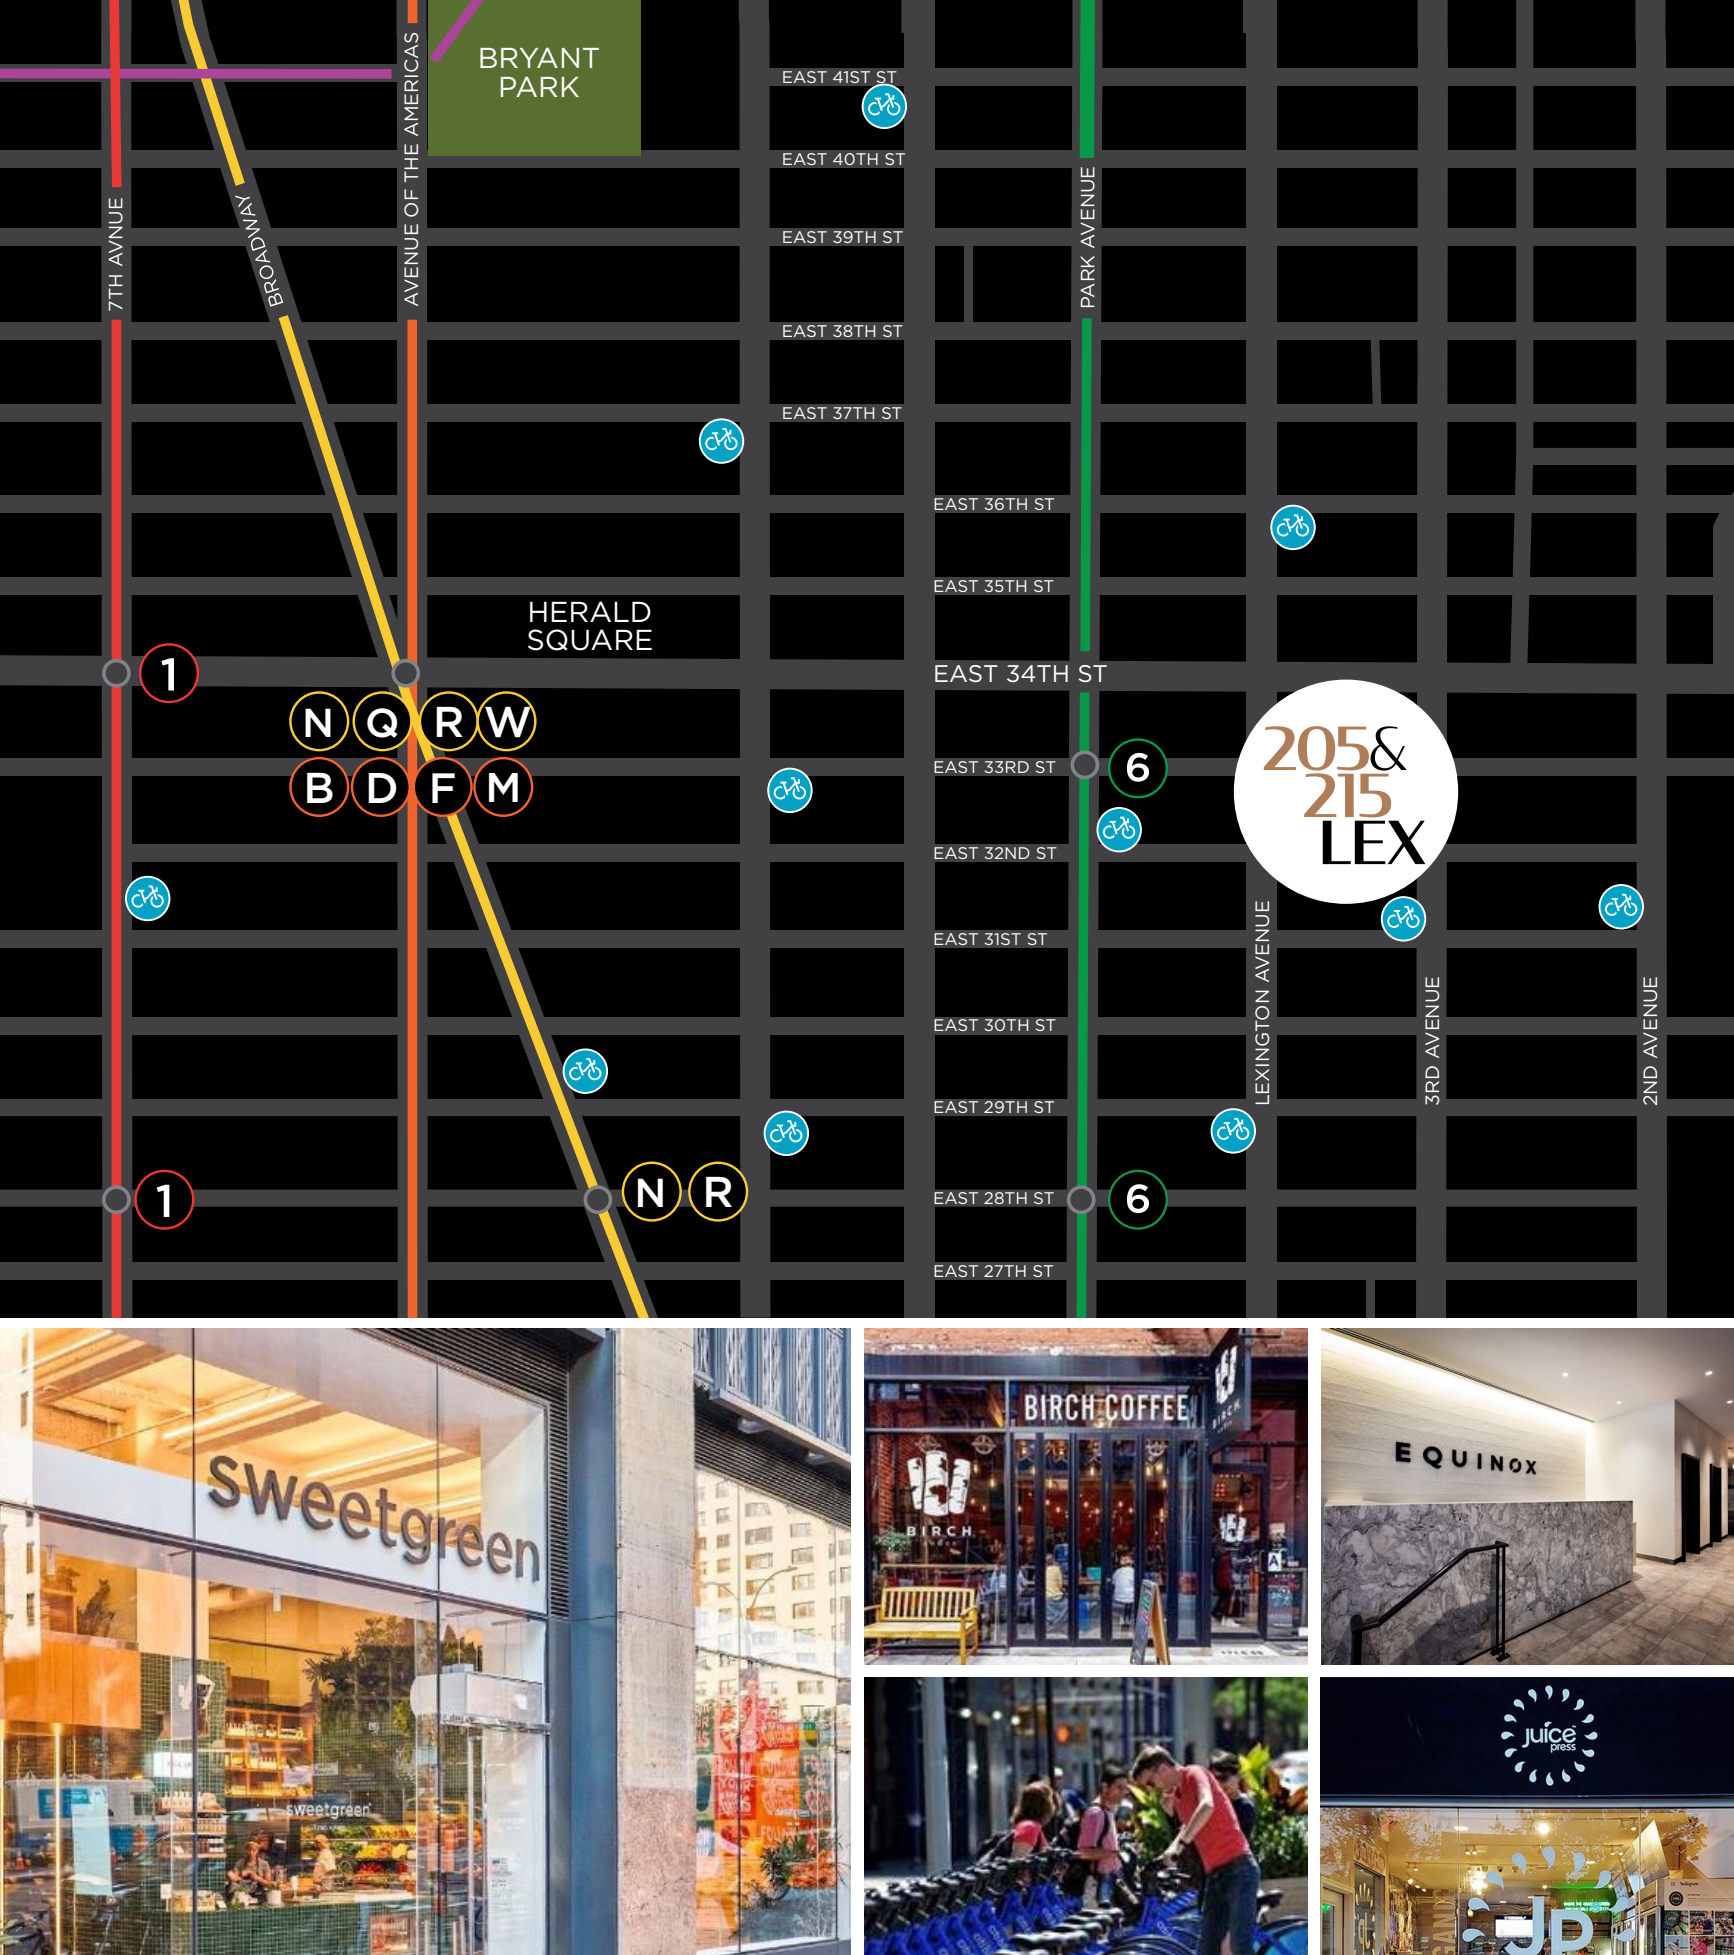 BRYANT
PARK
EAST 41ST ST
EAST 40TH ST
7TH AVNUE
BROADWAY
AVENUE OF THE AMERICAS
PARK AVENUE
EAST 39TH ST
EAST 38TH ST
EAST 37TH ST
EAST 36TH ST
EAST 35TH ST
HERALD
SQUARE
1
EAST 34TH ST
N Q R W
B D F M
EAST 33RD ST
6
205&
215
LEX
EAST 32ND ST
EAST 31ST ST
LEXINGTON AVENUE
3RD AVENUE
2ND AVENUE
EAST 30TH ST
EAST 29TH ST
1
N R
EAST 28TH ST
6
EAST 27TH ST
sweetgreen
sweetgreen
BIRCH COFFEE
BIRCH
BIRCH
A
EQUINOX
juice
press
JP